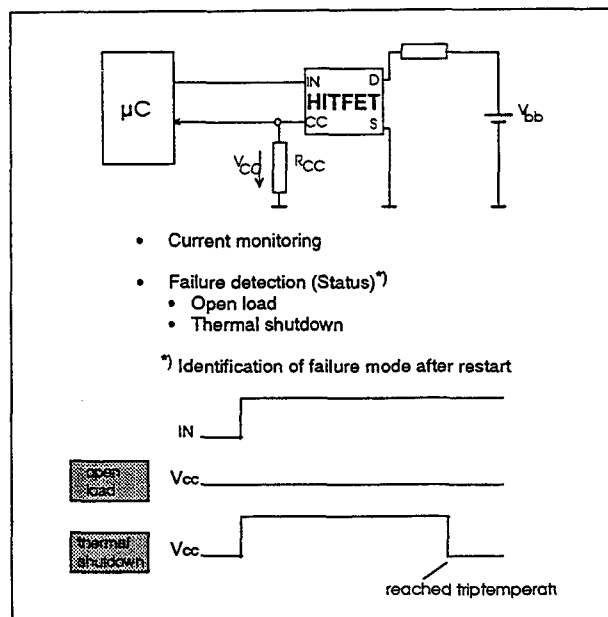 µC
IN
D
HITFET
CC
S
Vbb
VCC
RCC
• Current monitoring
• Failure detection (Status)*)
• Open load
• Thermal shutdown
*) Identification of failure mode after restart
IN
open
load
Vcc
thermal
shutdown
Vcc
reached triptemperatu